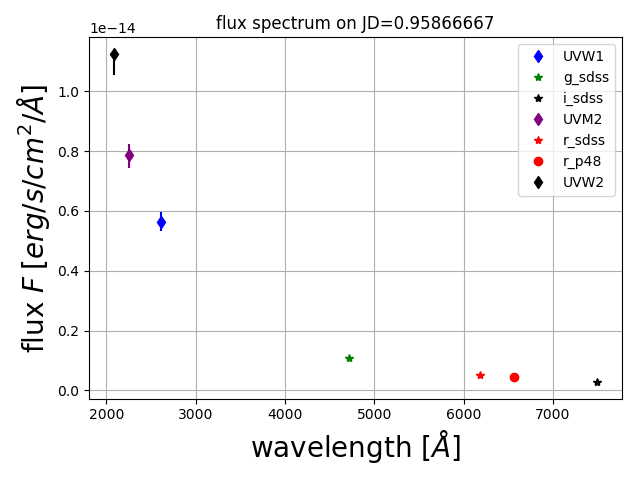 flux spectrum on JD=0.95866667
1e−14
flux F [erg/s/cm²/Å]
1.0
0.8
0.6
0.4
0.2
0.0
UVW1
g_sdss
i_sdss
UVM2
r_sdss
r_p48
UVW2
2000 3000 4000 5000 6000 7000
wavelength [Å]